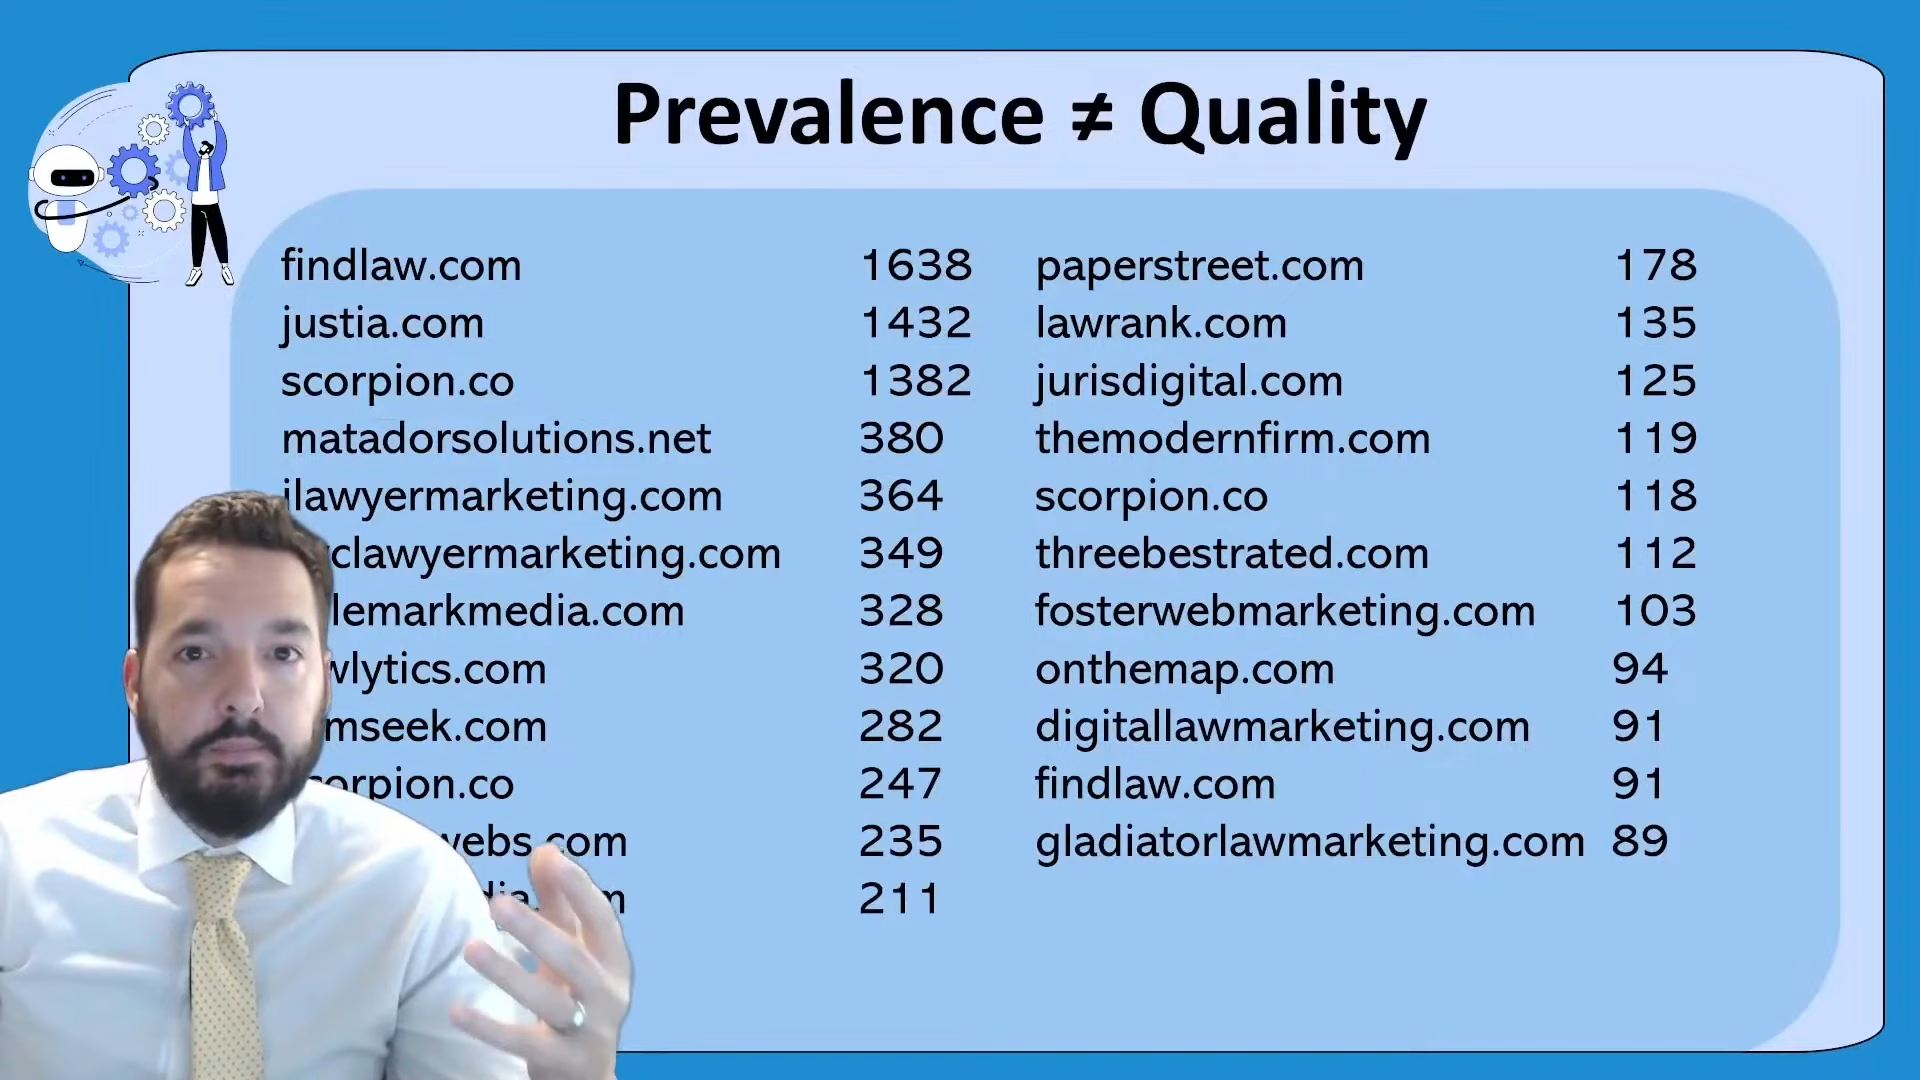 Prevalence ≠ Quality
findlaw.com 1638
justia.com 1432
scorpion.co 1382
matadorsolutions.net 380
ilawyermarketing.com 364
clawyermarketing.com 349
lemarkmedia.com 328
wlytics.com 320
mseek.com 282
scorpion.co 247
webs.com 235
211
paperstreet.com 178
lawrank.com 135
jurisdigital.com 125
themodernfirm.com 119
scorpion.co 118
threebestrated.com 112
fosterwebmarketing.com 103
onthemap.com 94
digitallawmarketing.com 91
findlaw.com 91
gladiatorlawmarketing.com 89